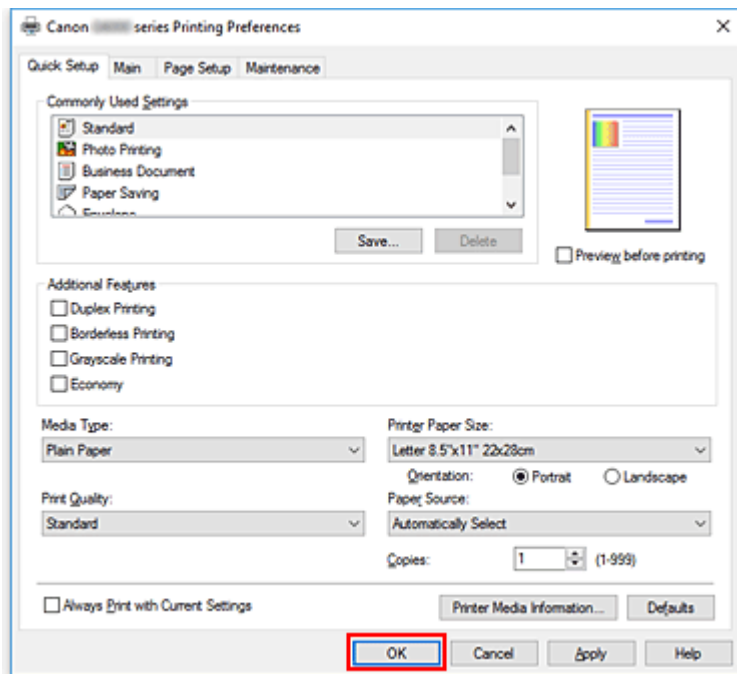 Canon series Printing Preferences
Quick Setup Main Page Setup Maintenance
Commonly Used Settings
Standard
Photo Printing
Business Document
Paper Saving
Envelope
Save... Delete
Preview before printing
Additional Features
Duplex Printing
Borderless Printing
Grayscale Printing
Economy
Media Type: Printer Paper Size:
Plain Paper Letter 8.5"x11" 22x28cm
Orientation: Portrait Landscape
Print Quality: Paper Source:
Standard Automatically Select
Copies: 1 (1-999)
Always Print with Current Settings Printer Media Information... Defaults
OK Cancel Apply Help